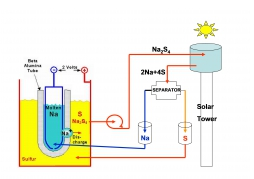 Na2S4
Beta
Alumina
Tube
2 Volts
2Na+4S
SEPARATOR
Molten
Na
S
Na2S4
Na
Dis-
charge
Sulfur
Na
S
Solar
Tower